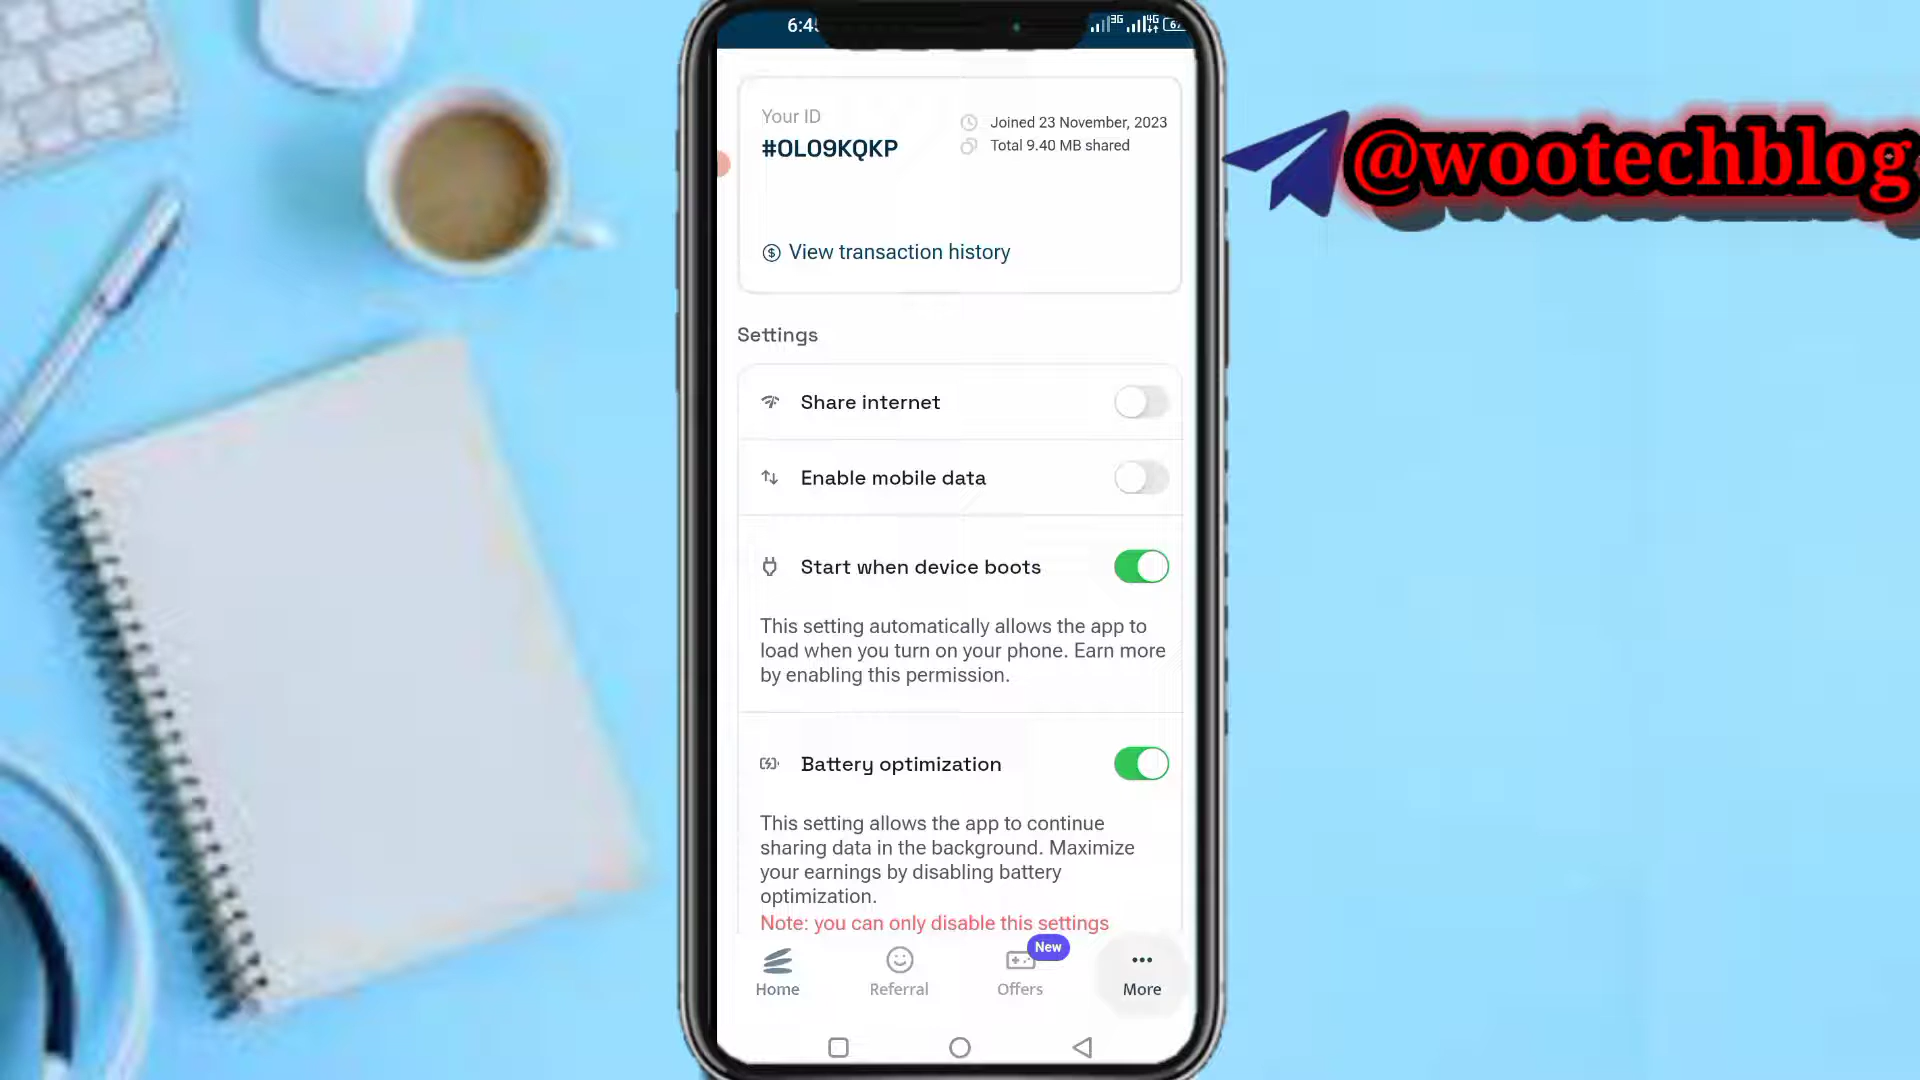 3G 4G
Your ID
#OLO9KQKP
Joined 23 November, 2023
Total 9.40 MB shared
@wootechblog
View transaction history
Settings
Share internet
Enable mobile data
Start when device boots
This setting automatically allows the app to
load when you turn on your phone. Earn more
by enabling this permission.
Battery optimization
This setting allows the app to continue
sharing data in the background. Maximize
your earnings by disabling battery
optimization.
Note: you can only disable this settings
New
Home
Referral
Offers
More